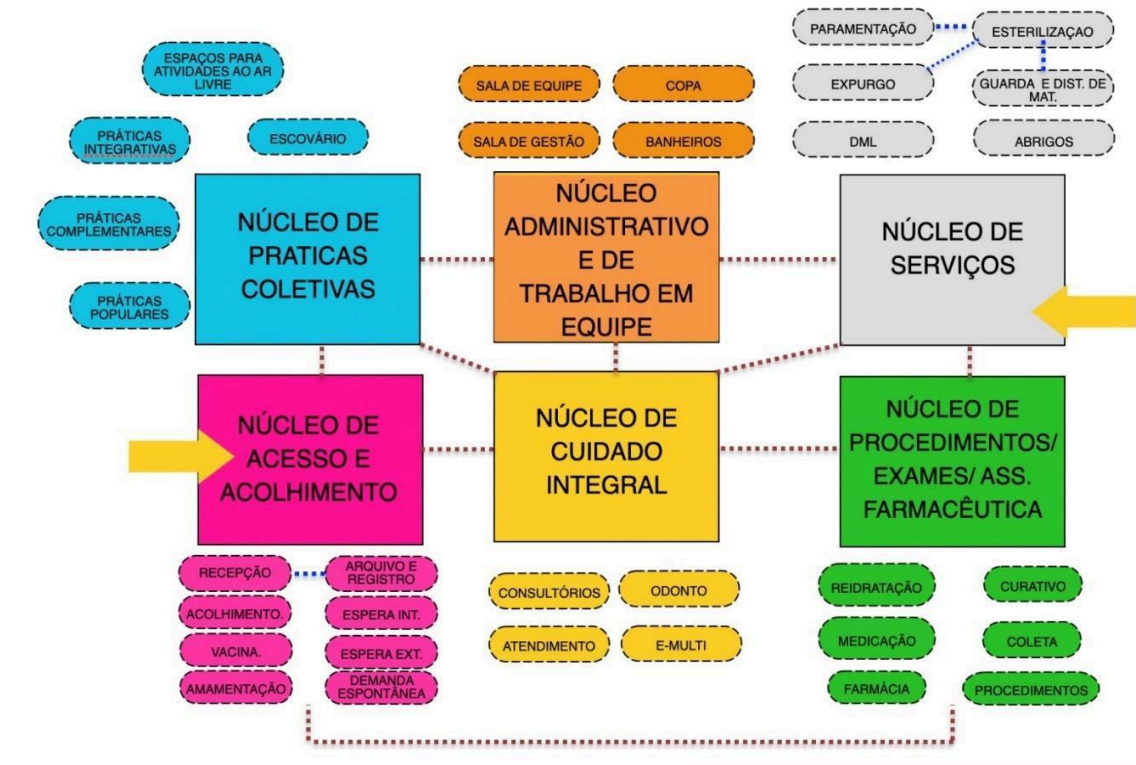 ESPAÇOS PARA
ATIVIDADES AO AR
LIVRE
PRÁTICAS
INTEGRATIVAS
ESCOVÁRIO
PRÁTICAS
COMPLEMENTARES
PRÁTICAS
POPULARES
NÚCLEO DE
PRATICAS
COLETIVAS
SALA DE EQUIPE
COPA
SALA DE GESTÃO
BANHEIROS
NÚCLEO
ADMINISTRATIVO
E DE
TRABALHO EM
EQUIPE
PARAMENTAÇÃO
ESTERILIZAÇAO
EXPURGO
GUARDA E DIST. DE
MAT.
DML
ABRIGOS
NÚCLEO DE
SERVIÇOS
NÚCLEO DE
ACESSO E
ACOLHIMENTO
RECEPÇÃO
ARQUIVO E
REGISTRO
ACOLHIMENTO.
ESPERA INT.
VACINA.
ESPERA EXT.
AMAMENTAÇÃO
DEMANDA
ESPONTÂNEA
NÚCLEO DE
CUIDADO
INTEGRAL
CONSULTÓRIOS
ODONTO
ATENDIMENTO
E-MULTI
NÚCLEO DE
PROCEDIMENTOS/
EXAMES/ ASS.
FARMACÊUTICA
REIDRATAÇÃO
CURATIVO
MEDICAÇÃO
COLETA
FARMÁCIA
PROCEDIMENTOS